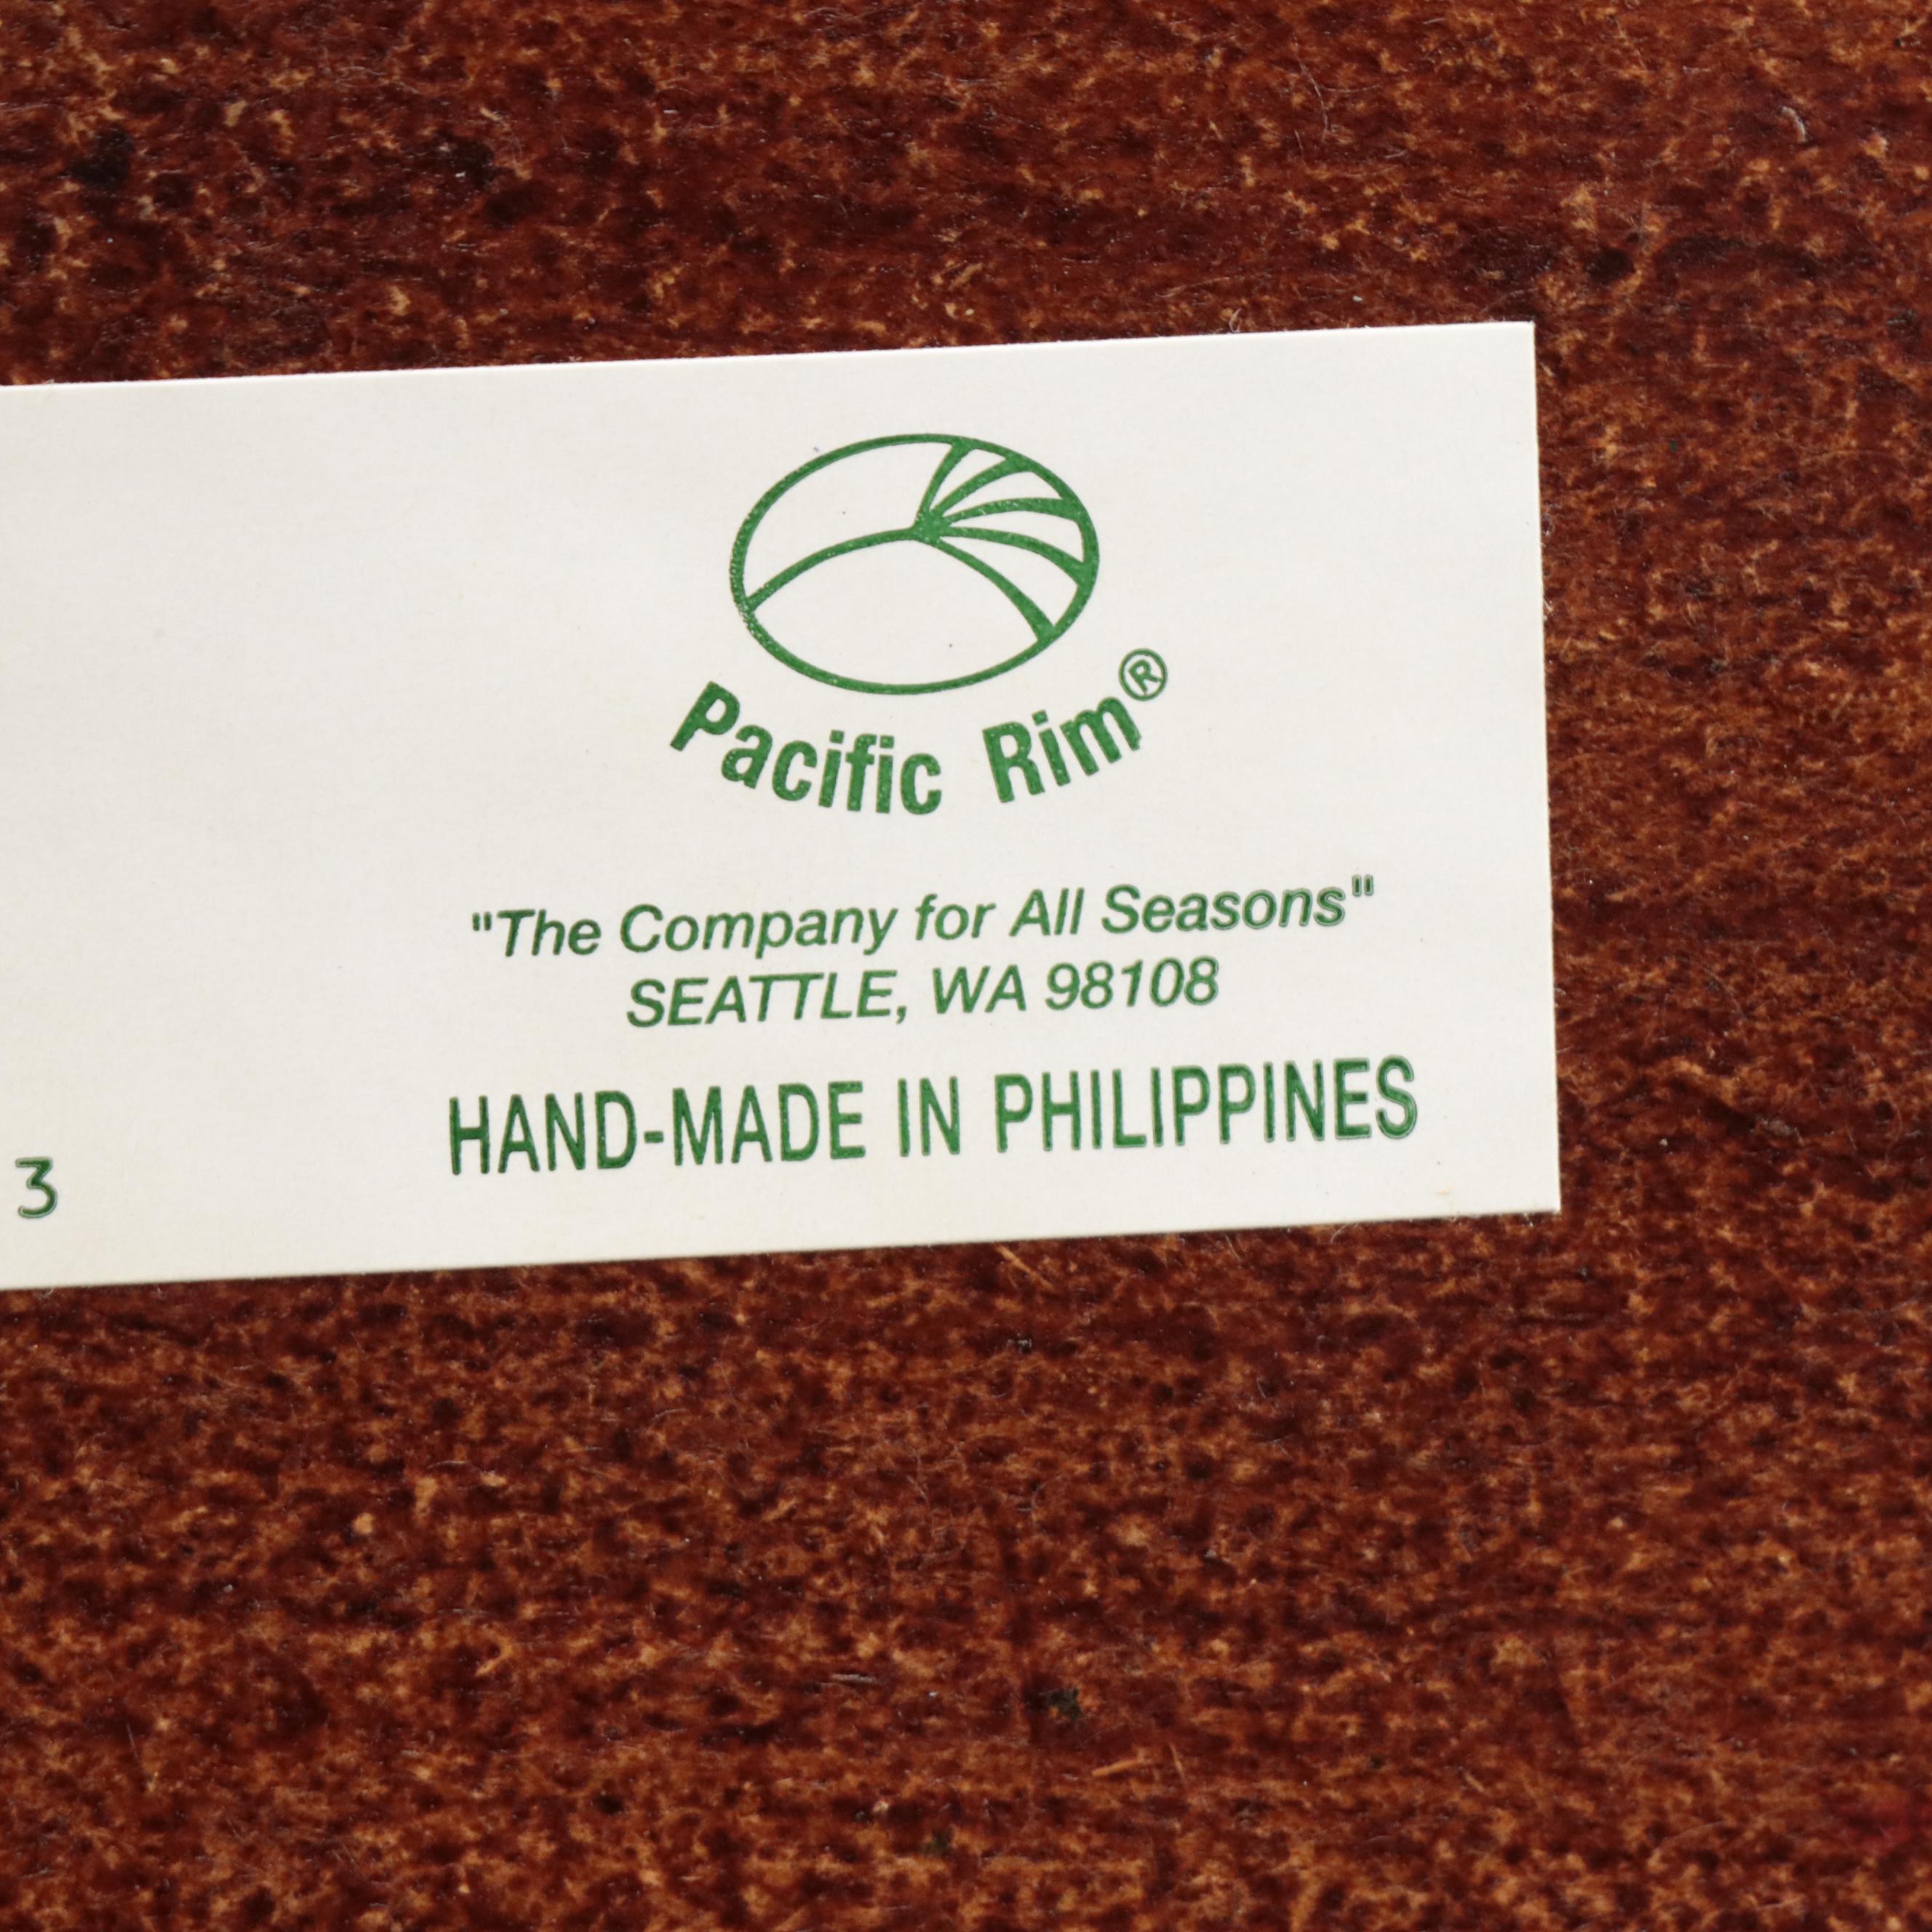 Pacific Rim®
"The Company for All Seasons"
SEATTLE, WA 98108
HAND-MADE IN PHILIPPINES
3